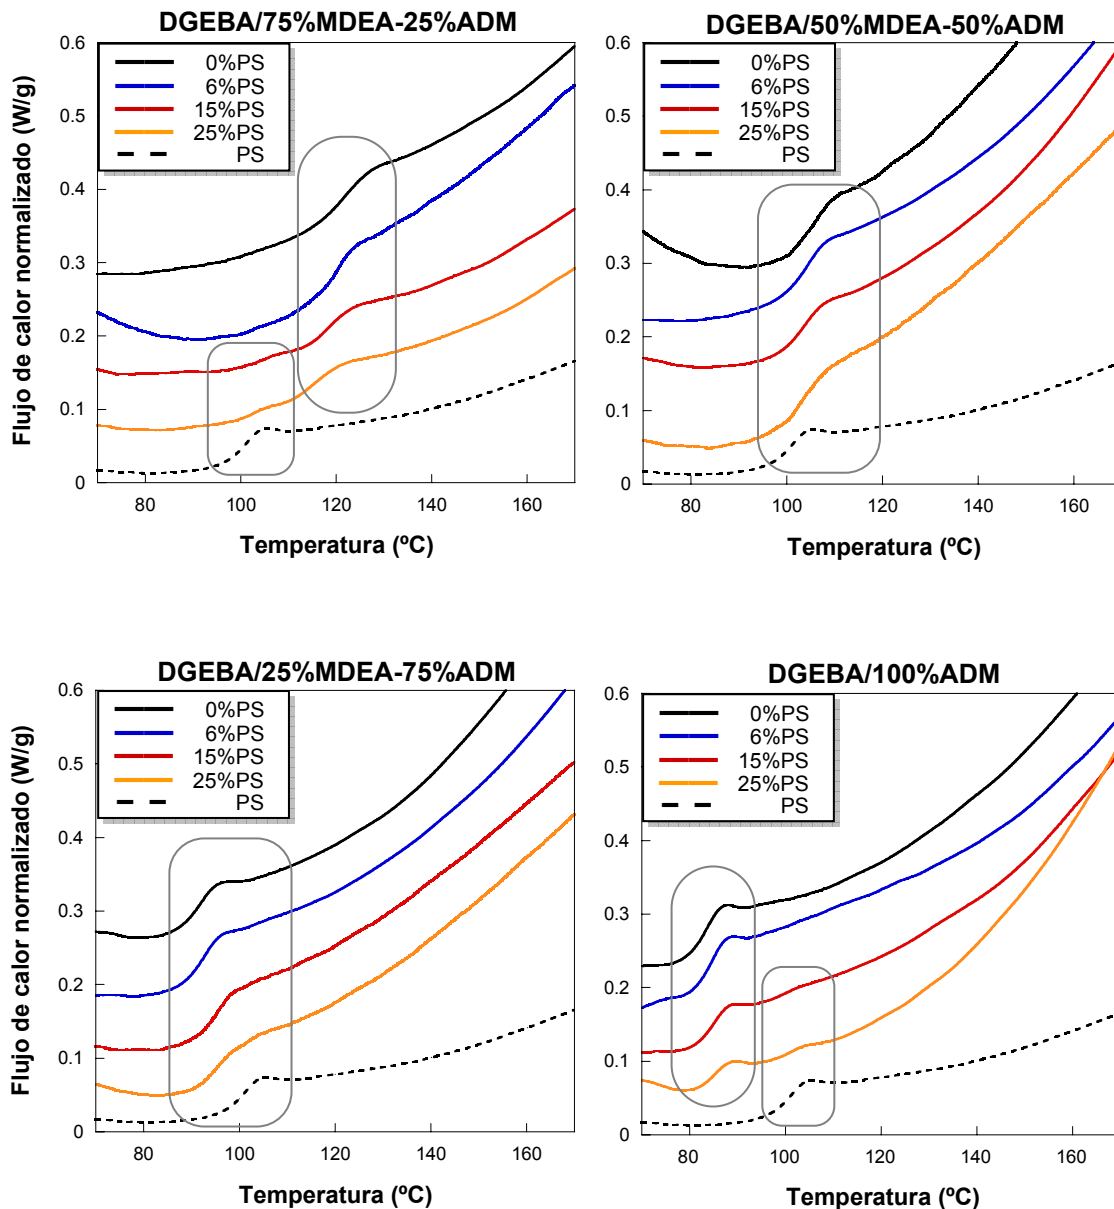 DGEBA/75%MDEA-25%ADM
0.6
0%PS
6%PS
15%PS
25%PS
PS
0.5
0.4
0.3
0.2
0.1
0
80
100
120
140
160
Flujo de calor normalizado (W/g)
Temperatura (ºC)
DGEBA/50%MDEA-50%ADM
0.6
0%PS
6%PS
15%PS
25%PS
PS
0.5
0.4
0.3
0.2
0.1
0
80
100
120
140
160
Temperatura (ºC)
DGEBA/25%MDEA-75%ADM
0.6
0%PS
6%PS
15%PS
25%PS
PS
0.5
0.4
0.3
0.2
0.1
0
80
100
120
140
160
Flujo de calor normalizado (W/g)
Temperatura (ºC)
DGEBA/100%ADM
0.6
0%PS
6%PS
15%PS
25%PS
PS
0.5
0.4
0.3
0.2
0.1
0
80
100
120
140
160
Temperatura (ºC)